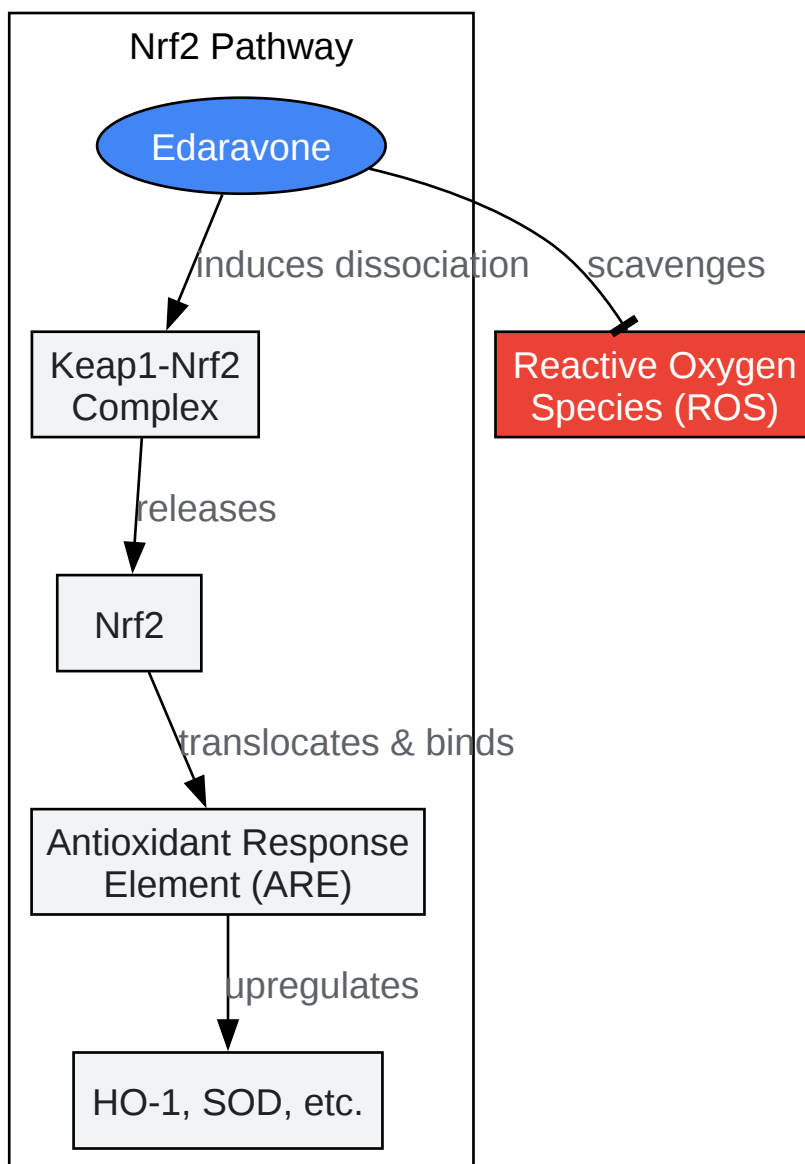 Nrf2 Pathway
Edaravone
induces dissociation
scavenges
Keap1-Nrf2
Complex
Reactive Oxygen
Species (ROS)
releases
Nrf2
translocates & binds
Antioxidant Response
Element (ARE)
upregulates
HO-1, SOD, etc.